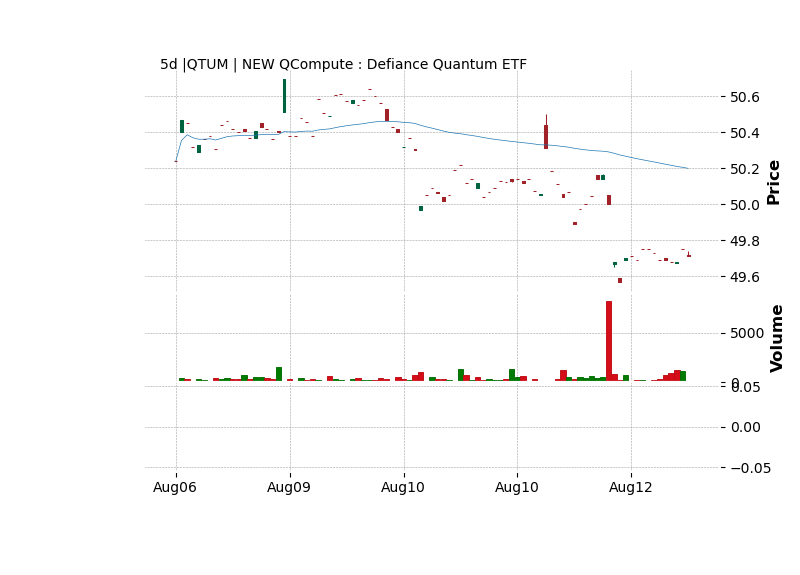 5d |QTUM | NEW QCompute : Defiance Quantum ETF
50.6
50.4
50.2
50.0
49.8
49.6
Price
5000
0
Volume
0.05
0.00
−0.05
Aug06 Aug09 Aug10 Aug10 Aug12